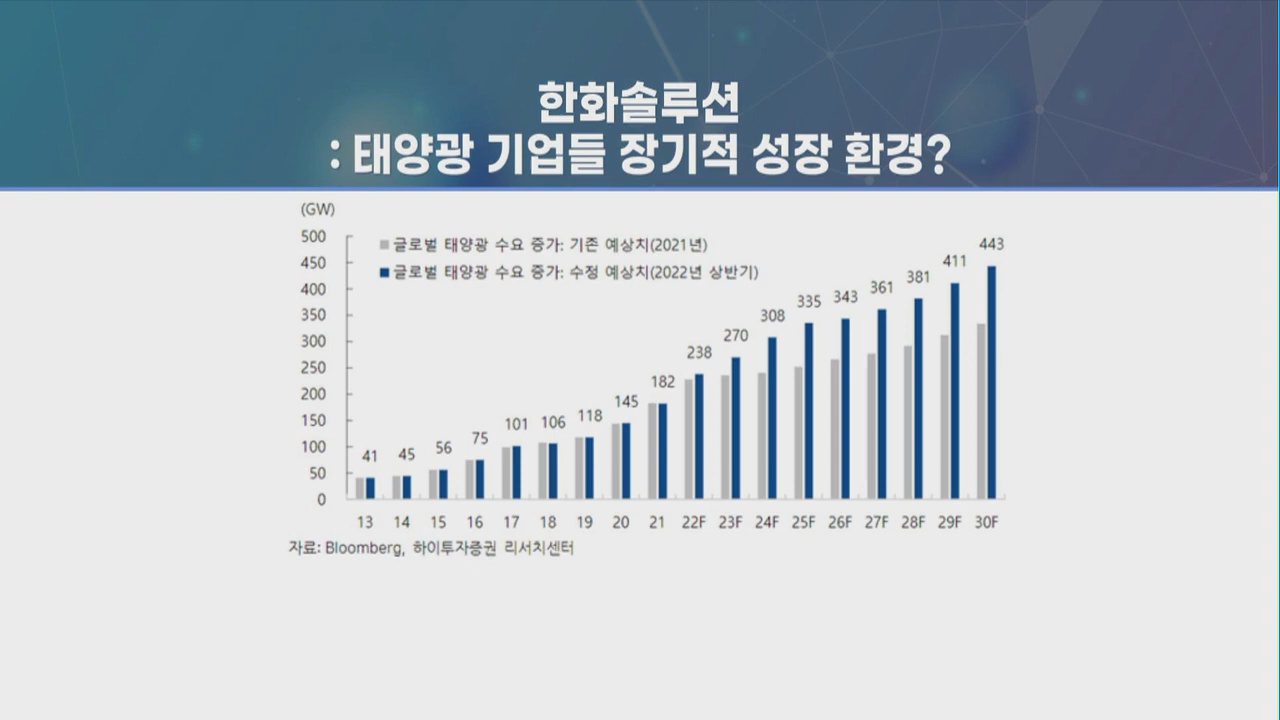 한화솔루션
: 태양광 기업들 장기적 성장 환경?
(GW)
500
450
400
350
300
250
200
150
100
50
0
글로벌 태양광 수요 증가: 기존 예상치(2021년)
글로벌 태양광 수요 증가: 수정 예상치(2022년 상반기)
41 45 56 75 101 106 118 145 182 238 270 308 335 343 361 381 411 443
13 14 15 16 17 18 19 20 21 22F 23F 24F 25F 26F 27F 28F 29F 30F
자료: Bloomberg, 하이투자증권 리서치센터